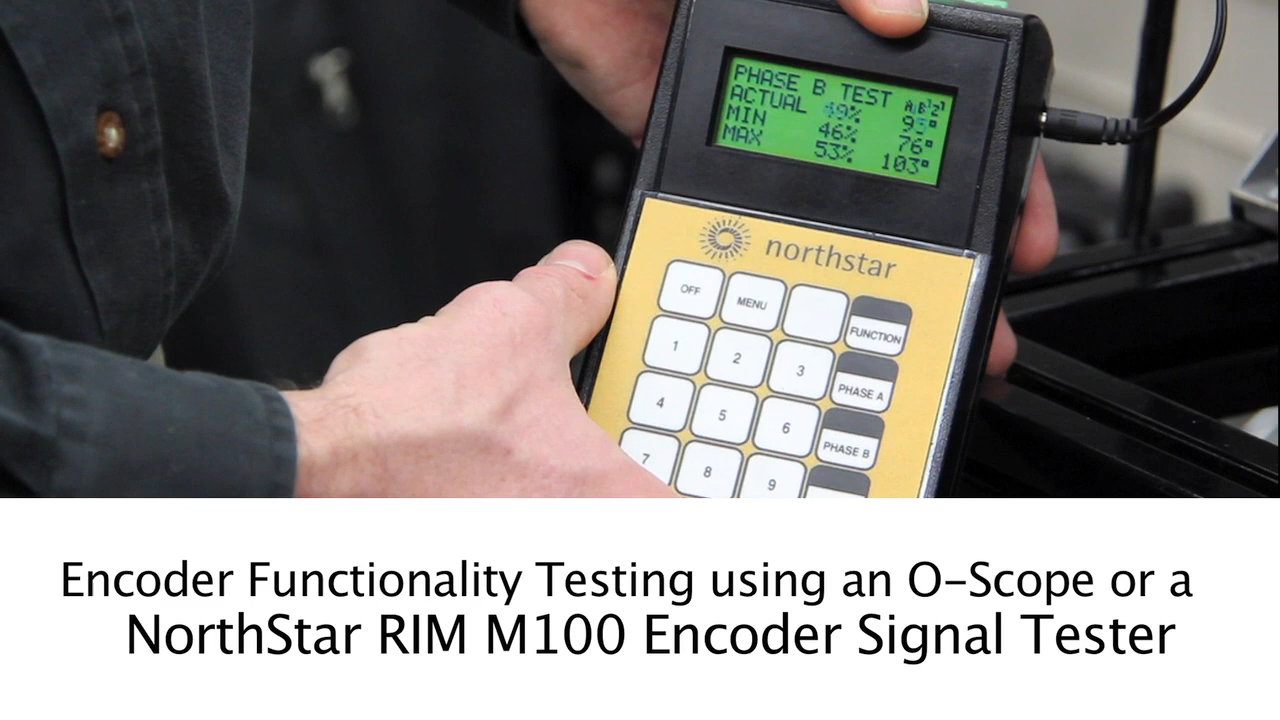 PHASE B TEST
ACTUAL 49%
MIN 46% 76°
MAX 53% 103°
northstar
OFF MENU FUNCTION
1 2 3 PHASE A
4 5 6 PHASE B
7 8 9
Encoder Functionality Testing using an O-Scope or a
NorthStar RIM M100 Encoder Signal Tester